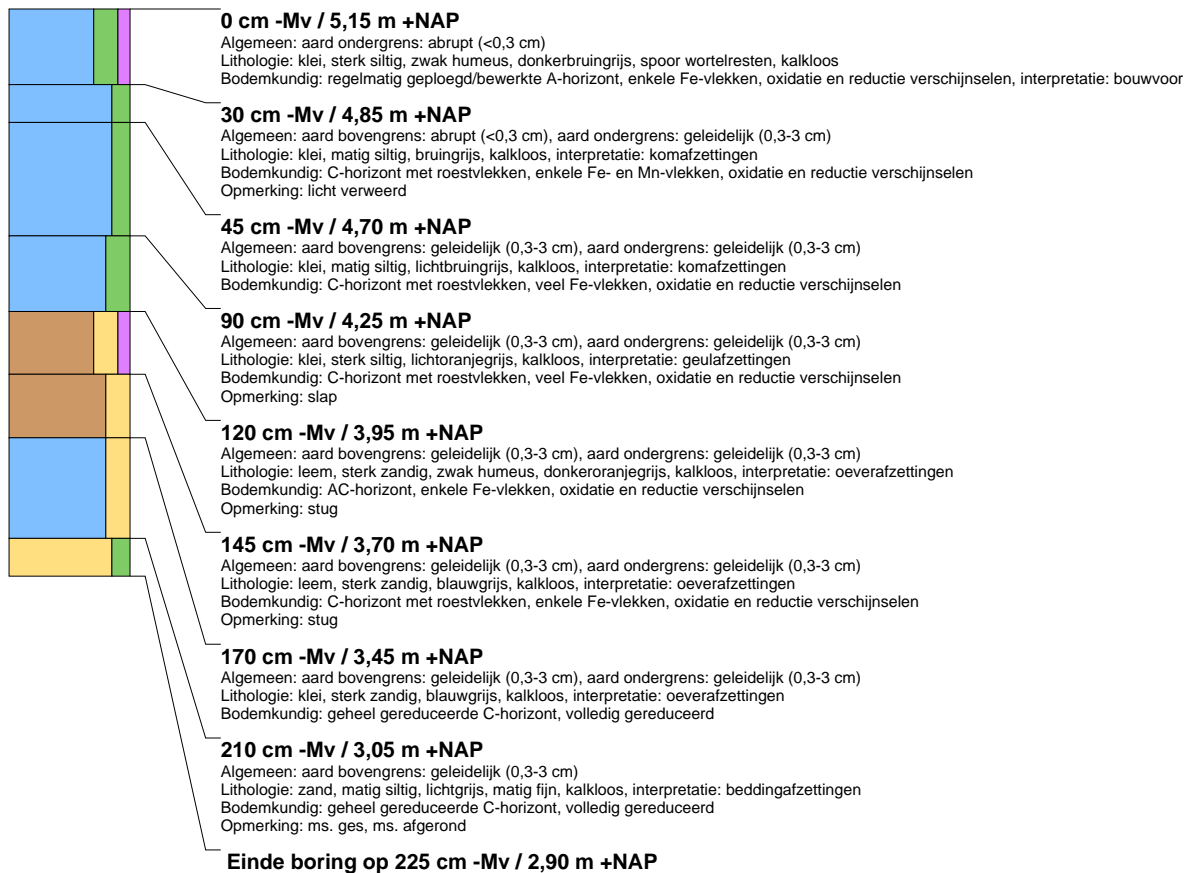 0 cm -Mv / 5,15 m +NAP
Algemeen: aard ondergrens: abrupt (<0,3 cm)
Lithologie: klei, sterk siltig, zwak humeus, donkerbruingrijs, spoor wortelresten, kalkloos
Bodemkundig: regelmatig geploegd/bewerkte A-horizont, enkele Fe-vlekken, oxidatie en reductie verschijnselen, interpretatie: bouwvoor
30 cm -Mv / 4,85 m +NAP
Algemeen: aard bovengrens: abrupt (<0,3 cm), aard ondergrens: geleidelijk (0,3-3 cm)
Lithologie: klei, matig siltig, bruingrijs, kalkloos, interpretatie: komafzettingen
Bodemkundig: C-horizont met roestvlekken, enkele Fe- en Mn-vlekken, oxidatie en reductie verschijnselen
Opmerking: licht verweerd
45 cm -Mv / 4,70 m +NAP
Algemeen: aard bovengrens: geleidelijk (0,3-3 cm), aard ondergrens: geleidelijk (0,3-3 cm)
Lithologie: klei, matig siltig, lichtbruingrijs, kalkloos, interpretatie: komafzettingen
Bodemkundig: C-horizont met roestvlekken, veel Fe-vlekken, oxidatie en reductie verschijnselen
90 cm -Mv / 4,25 m +NAP
Algemeen: aard bovengrens: geleidelijk (0,3-3 cm), aard ondergrens: geleidelijk (0,3-3 cm)
Lithologie: klei, sterk siltig, lichtoranjegrijs, kalkloos, interpretatie: geulafzettingen
Bodemkundig: C-horizont met roestvlekken, veel Fe-vlekken, oxidatie en reductie verschijnselen
Opmerking: slap
120 cm -Mv / 3,95 m +NAP
Algemeen: aard bovengrens: geleidelijk (0,3-3 cm), aard ondergrens: geleidelijk (0,3-3 cm)
Lithologie: leem, sterk zandig, zwak humeus, donkeroranjegrijs, kalkloos, interpretatie: oeverafzettingen
Bodemkundig: AC-horizont, enkele Fe-vlekken, oxidatie en reductie verschijnselen
Opmerking: stug
145 cm -Mv / 3,70 m +NAP
Algemeen: aard bovengrens: geleidelijk (0,3-3 cm), aard ondergrens: geleidelijk (0,3-3 cm)
Lithologie: leem, sterk zandig, blauwgrijs, kalkloos, interpretatie: oeverafzettingen
Bodemkundig: C-horizont met roestvlekken, enkele Fe-vlekken, oxidatie en reductie verschijnselen
Opmerking: stug
170 cm -Mv / 3,45 m +NAP
Algemeen: aard bovengrens: geleidelijk (0,3-3 cm), aard ondergrens: geleidelijk (0,3-3 cm)
Lithologie: klei, sterk zandig, blauwgrijs, kalkloos, interpretatie: oeverafzettingen
Bodemkundig: geheel gereduceerde C-horizont, volledig gereduceerd
210 cm -Mv / 3,05 m +NAP
Algemeen: aard bovengrens: geleidelijk (0,3-3 cm)
Lithologie: zand, matig siltig, lichtgrijs, matig fijn, kalkloos, interpretatie: beddingafzettingen
Bodemkundig: geheel gereduceerde C-horizont, volledig gereduceerd
Opmerking: ms. ges, ms. afgerond
Einde boring op 225 cm -Mv / 2,90 m +NAP